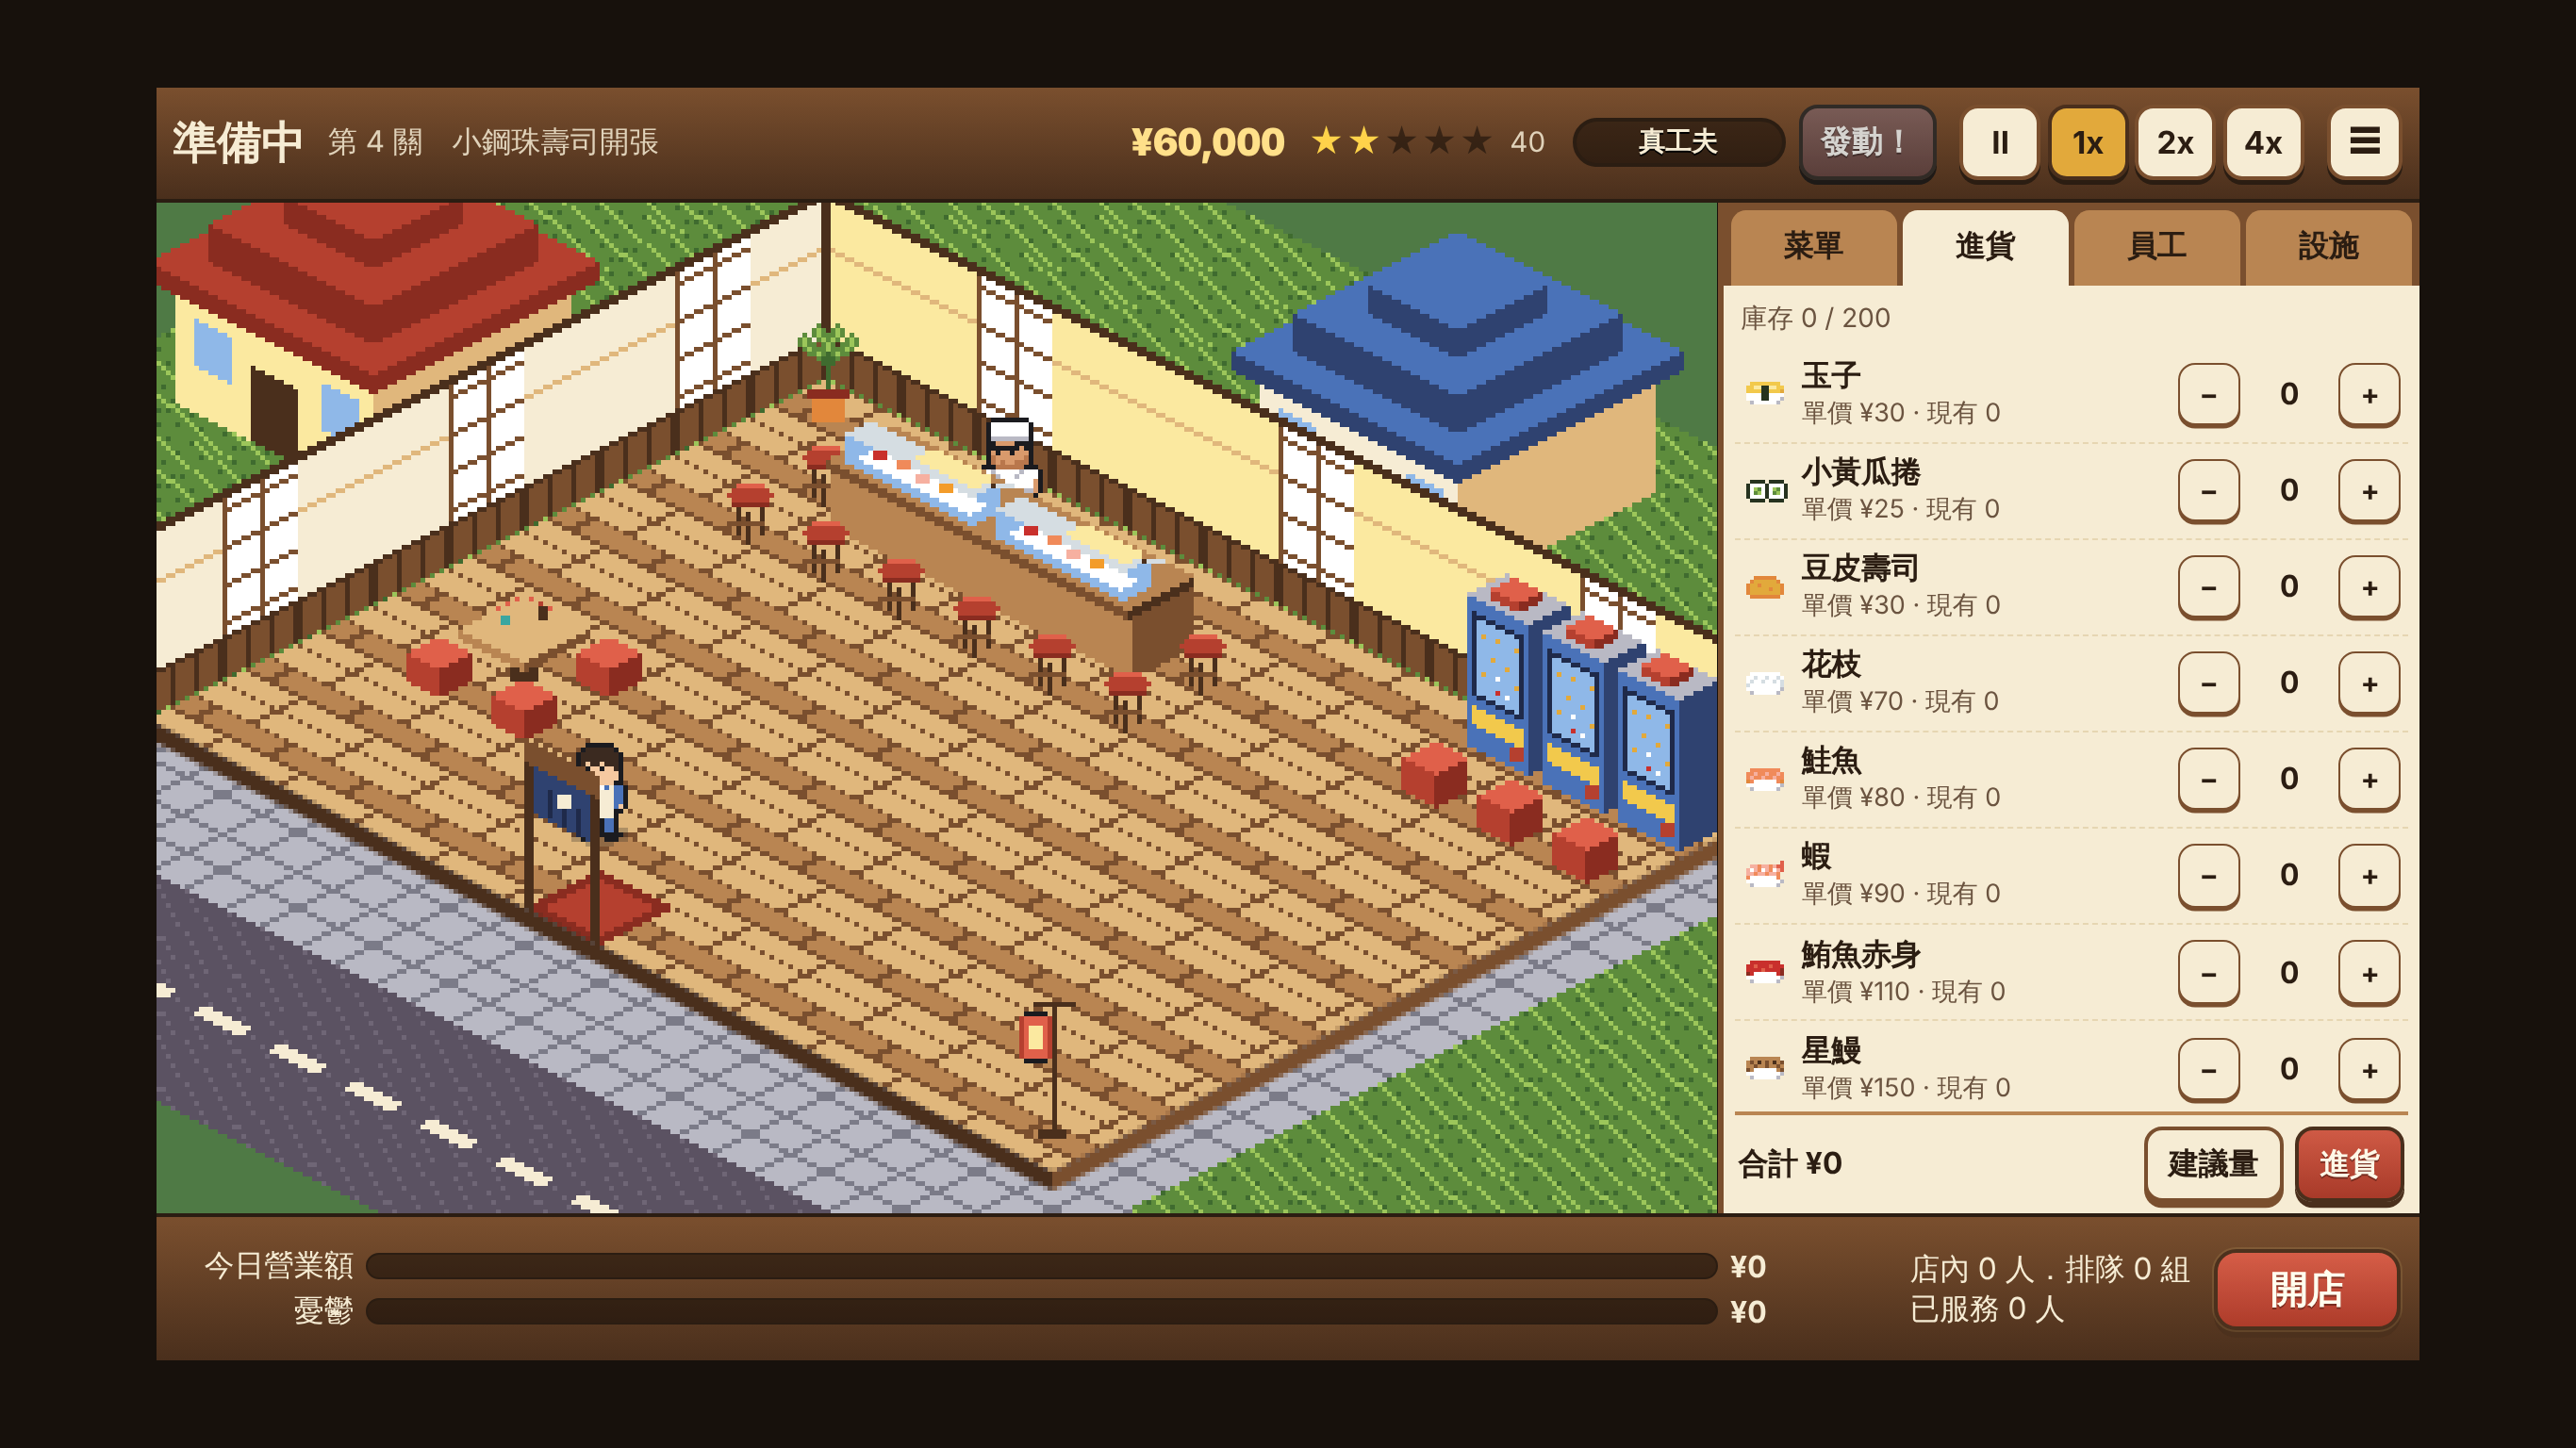 準備中 第 4 關 小鋼珠壽司開張 ¥60,000 ★★★★★ 40 真工夫 發動！ II 1x 2x 4x ☰
菜單 進貨 員工 設施
庫存 0 / 200
玉子
單價 ¥30 · 現有 0
− 0 +
小黃瓜捲
單價 ¥25 · 現有 0
− 0 +
豆皮壽司
單價 ¥30 · 現有 0
− 0 +
花枝
單價 ¥70 · 現有 0
− 0 +
鮭魚
單價 ¥80 · 現有 0
− 0 +
蝦
單價 ¥90 · 現有 0
− 0 +
鮪魚赤身
單價 ¥110 · 現有 0
− 0 +
星鰻
單價 ¥150 · 現有 0
− 0 +
合計 ¥0 建議量 進貨
今日營業額 ¥0
憂鬱 ¥0
店內 0 人．排隊 0 組
已服務 0 人
開店